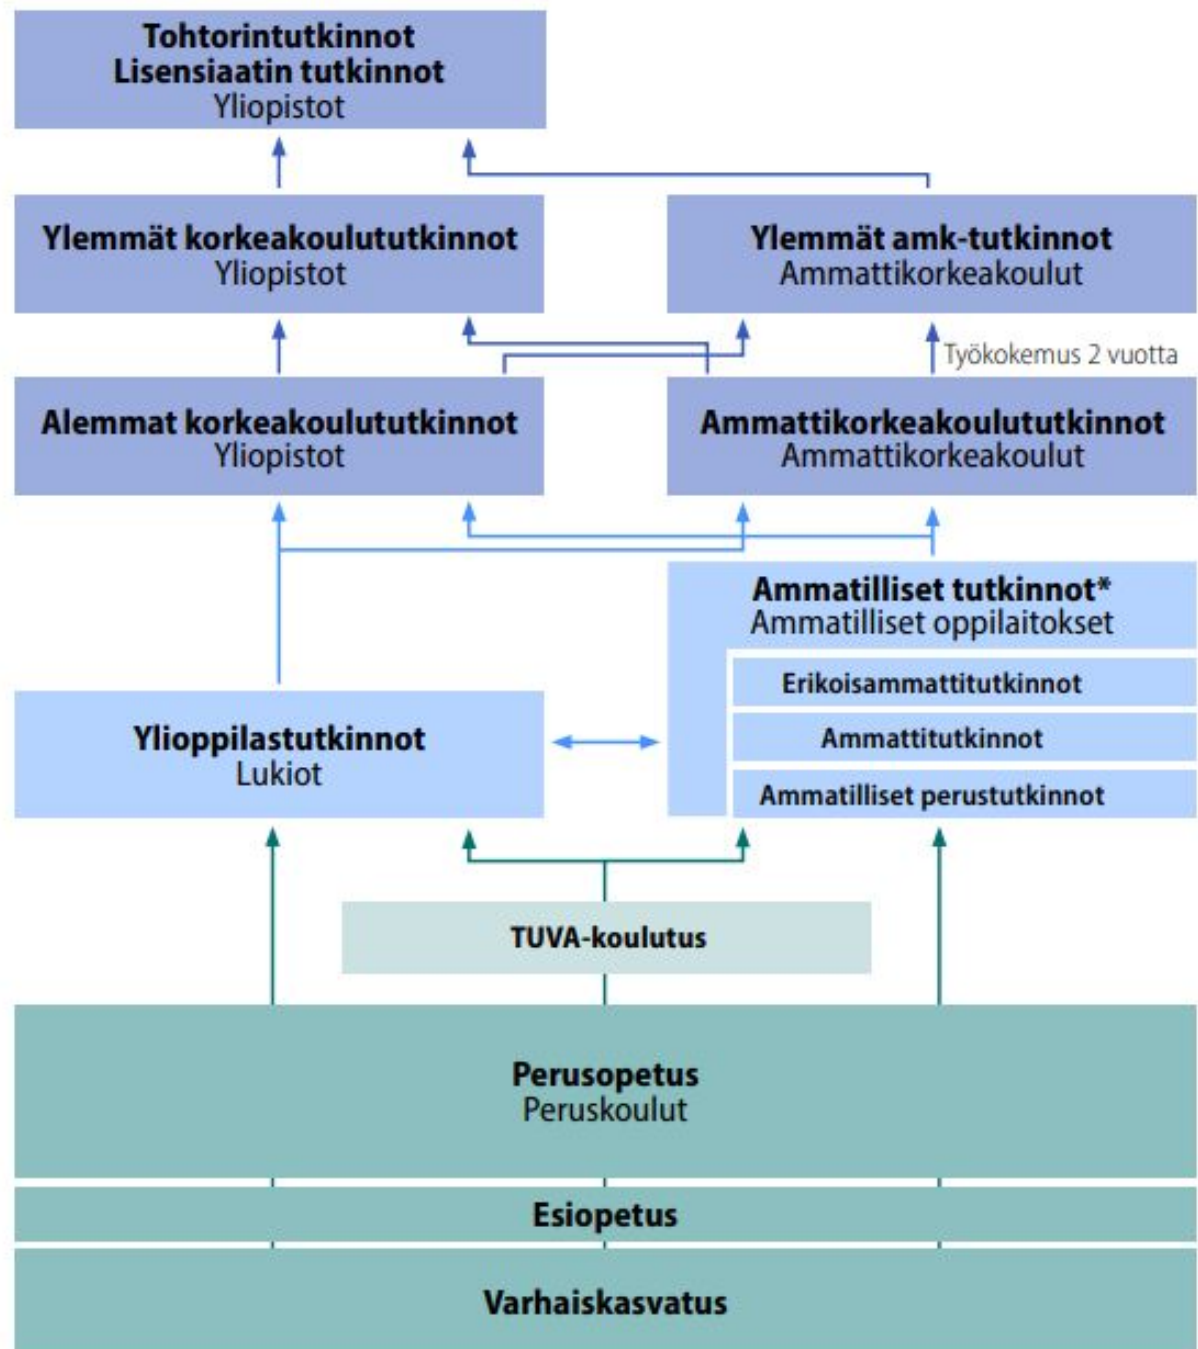 Tohtorintutkinnot
Lisensiaatin tutkinnot
Yliopistot
Ylemmät korkeakoulututkinnot
Yliopistot
Ylemmät amk-tutkinnot
Ammattikorkeakoulut
Työkokemus 2 vuotta
Alemmat korkeakoulututkinnot
Yliopistot
Ammattikorkeakoulututkinnot
Ammattikorkeakoulut
Ammatilliset tutkinnot*
Ammatilliset oppilaitokset
Erikoisammattitutkinnot
Ammattitutkinnot
Ammatilliset perustutkinnot
Ylioppilastutkinnot
Lukiot
TUVA-koulutus
Perusopetus
Peruskoulut
Esiopetus
Varhaiskasvatus